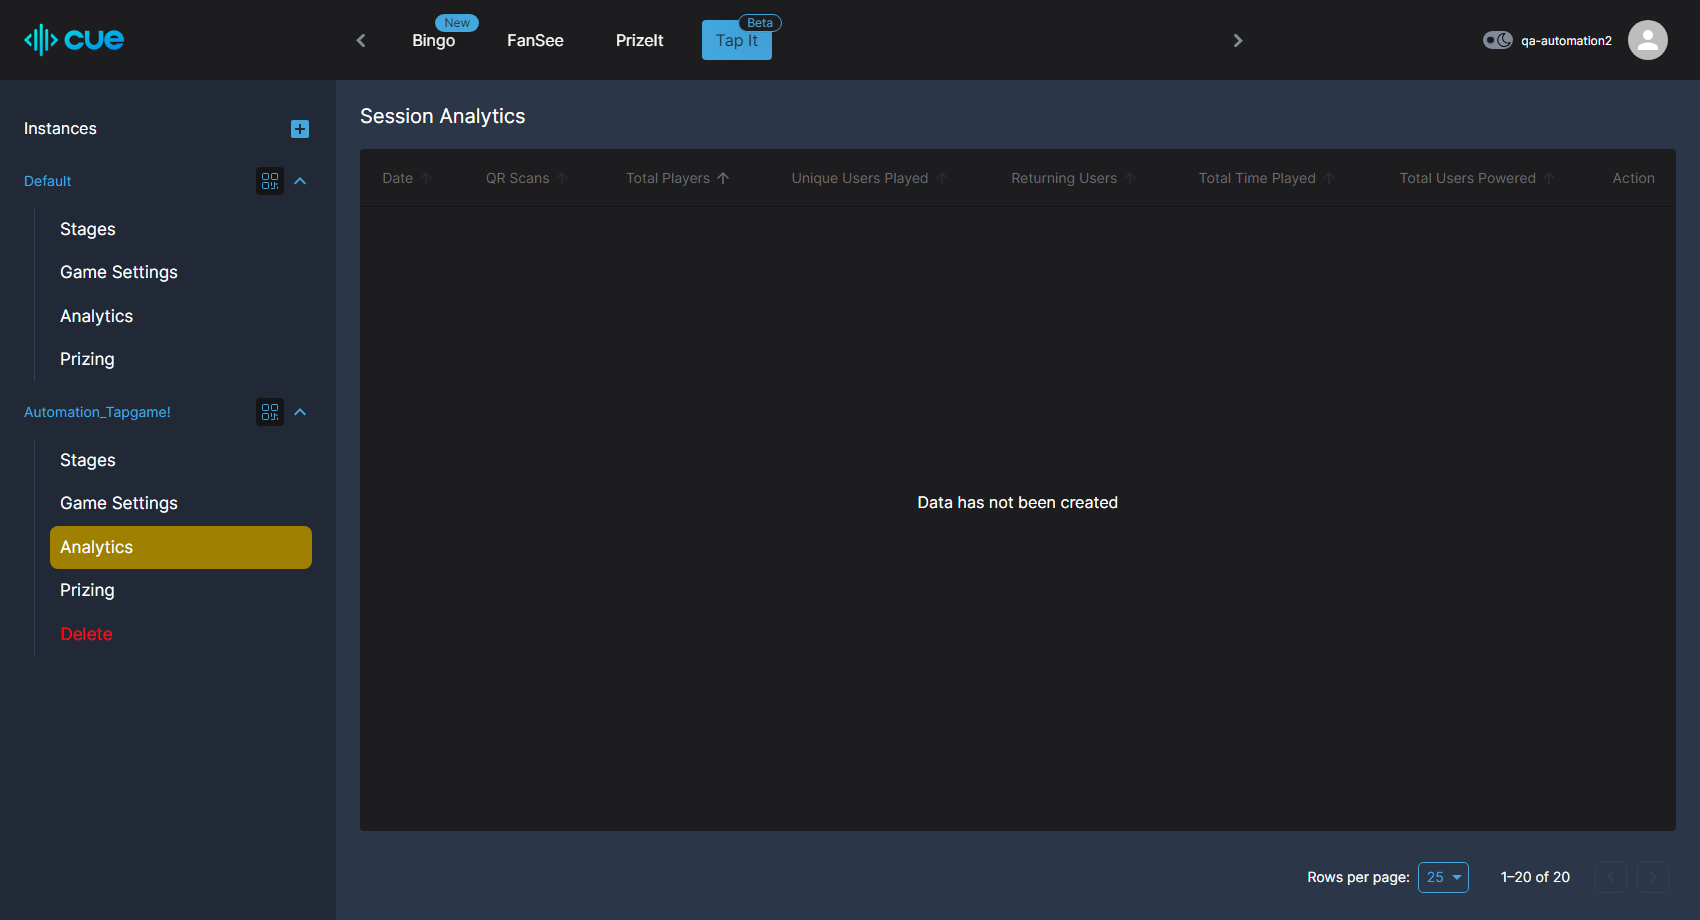 cue
Bingo
New
FanSee
PrizeIt
Tap It
Beta
qa-automation2
Instances
Default
Stages
Game Settings
Analytics
Prizing
Automation_Tapgame!
Stages
Game Settings
Analytics
Prizing
Delete
Session Analytics
Date QR Scans Total Players Unique Users Played Returning Users Total Time Played Total Users Powered Action
Data has not been created
Rows per page: 25 1–20 of 20